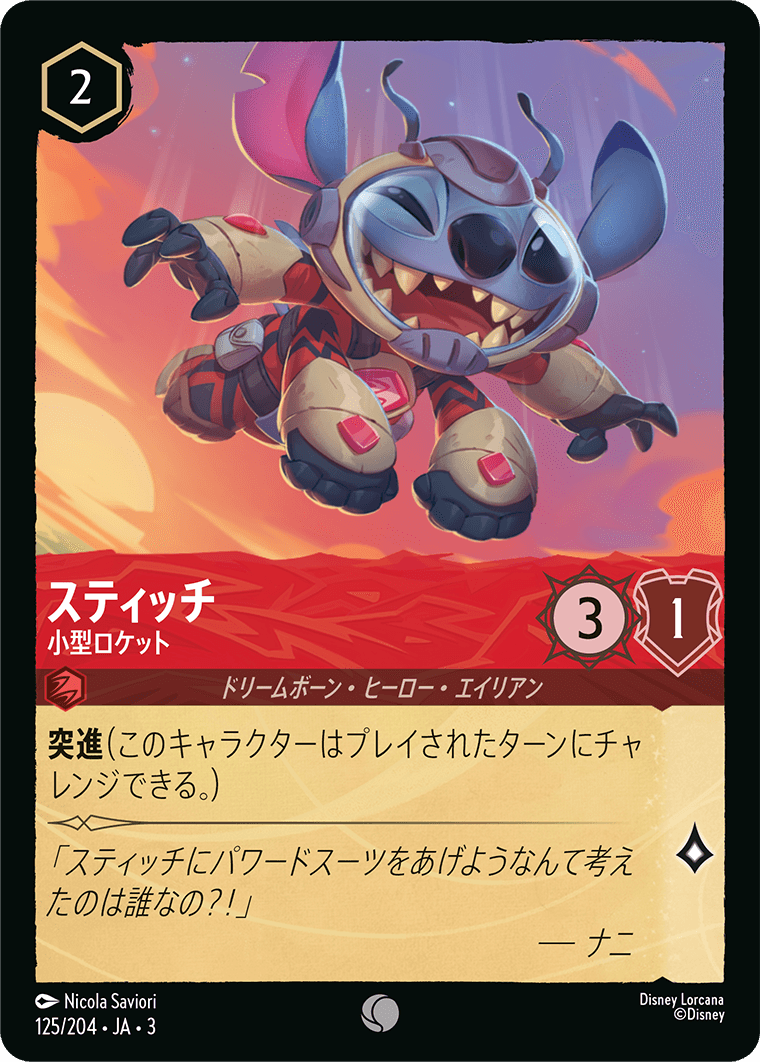 2
スティッチ
小型ロケット
3
1
ドリームボーン・ヒーロー・エイリアン
突進(このキャラクターはプレイされたターンにチャ
レンジできる。)
「スティッチにパワードスーツをあげようなんて考え
たのは誰なの?!」
— ナニ
Nicola Saviori
125/204・JA・3
Disney Lorcana
©Disney